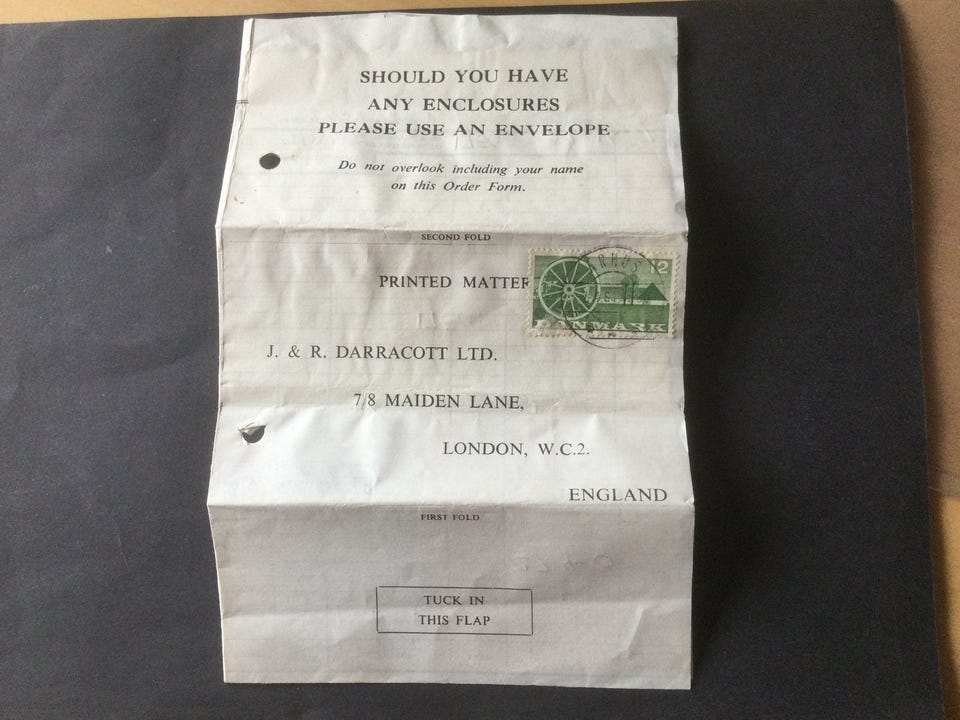 SHOULD YOU HAVE
ANY ENCLOSURES
PLEASE USE AN ENVELOPE
Do not overlook including your name
on this Order Form.
SECOND FOLD
PRINTED MATTER
12
DANMARK
J. & R. DARRACOTT LTD.
7/8 MAIDEN LANE,
LONDON, W.C.2.
ENGLAND
FIRST FOLD
TUCK IN
THIS FLAP